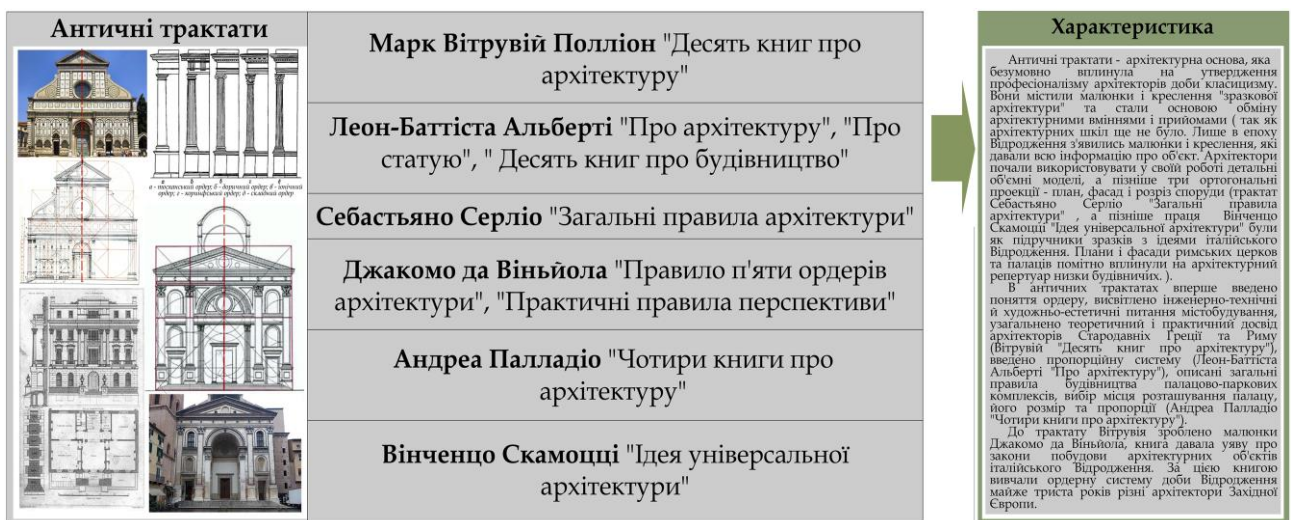 Античні трактати
а - тосканський ордер; б - доричний ордер; в - іонічний
ордер; г - коринфський ордер; д - складний ордер
Марк Вітрувій Полліон "Десять книг про
архітектуру"
Леон-Баттіста Альберті "Про архітектуру", "Про
статую", " Десять книг про будівництво"
Себастьяно Серліо "Загальні правила архітектури"
Джакомо да Віньйола "Правило п'яти ордерів
архітектури", "Практичні правила перспективи"
Андреа Палладіо "Чотири книги про
архітектуру"
Вінченцо Скамоцці "Ідея універсальної
архітектури"
Характеристика
Античні трактати - архітектурна основа, яка
безумовно вплинула на утвердження
професіоналізму архітекторів доби класицизму.
Вони містили малюнки і креслення "зразкової
архітектури" та стали основою обміну
архітектурними вміннями і прийомами ( так як
архітектурних шкіл ще не було. Лише в епоху
Відродження з'явились малюнки і креслення, які
давали всю інформацію про об'єкт. Архітектори
почали використовувати у своїй роботі детальні
об'ємні моделі, а пізніше три ортогональні
проекції - план, фасад і розріз споруди (трактат
Себастьяно Серліо "Загальні правила
архітектури" , а пізніше праця Вінченцо
Скамоцці "Ідея універсальної архітектури" були
як підручники зразків з ідеями італійського
Відродження. Плани і фасади римських церков
та палаців помітно вплинули на архітектурний
репертуар низки будівничих. ).
В античних трактатах вперше введено
поняття ордеру, висвітлено інженерно-технічні
й художньо-естетичні питання містобудування,
узагальнено теоретичний і практичний досвід
архітекторів Стародавніх Греції та Риму
(Вітрувій "Десять книг про архітектуру"),
введено пропорційну систему (Леон-Баттіста
Альберті "Про архітектуру"), описані загальні
правила будівництва палацово-паркових
комплексів, вибір місця розташування палацу,
його розмір та пропорції (Андреа Палладіо
"Чотири книги про архітектуру").
До трактату Вітрувія зроблено малюнки
Джакомо да Віньйола, книга давала уяву про
закони побудови архітектурних об'єктів
італійського Відродження. За цією книгою
вивчали ордерну систему доби Відродження
майже триста років різні архітектори Західної
Європи.